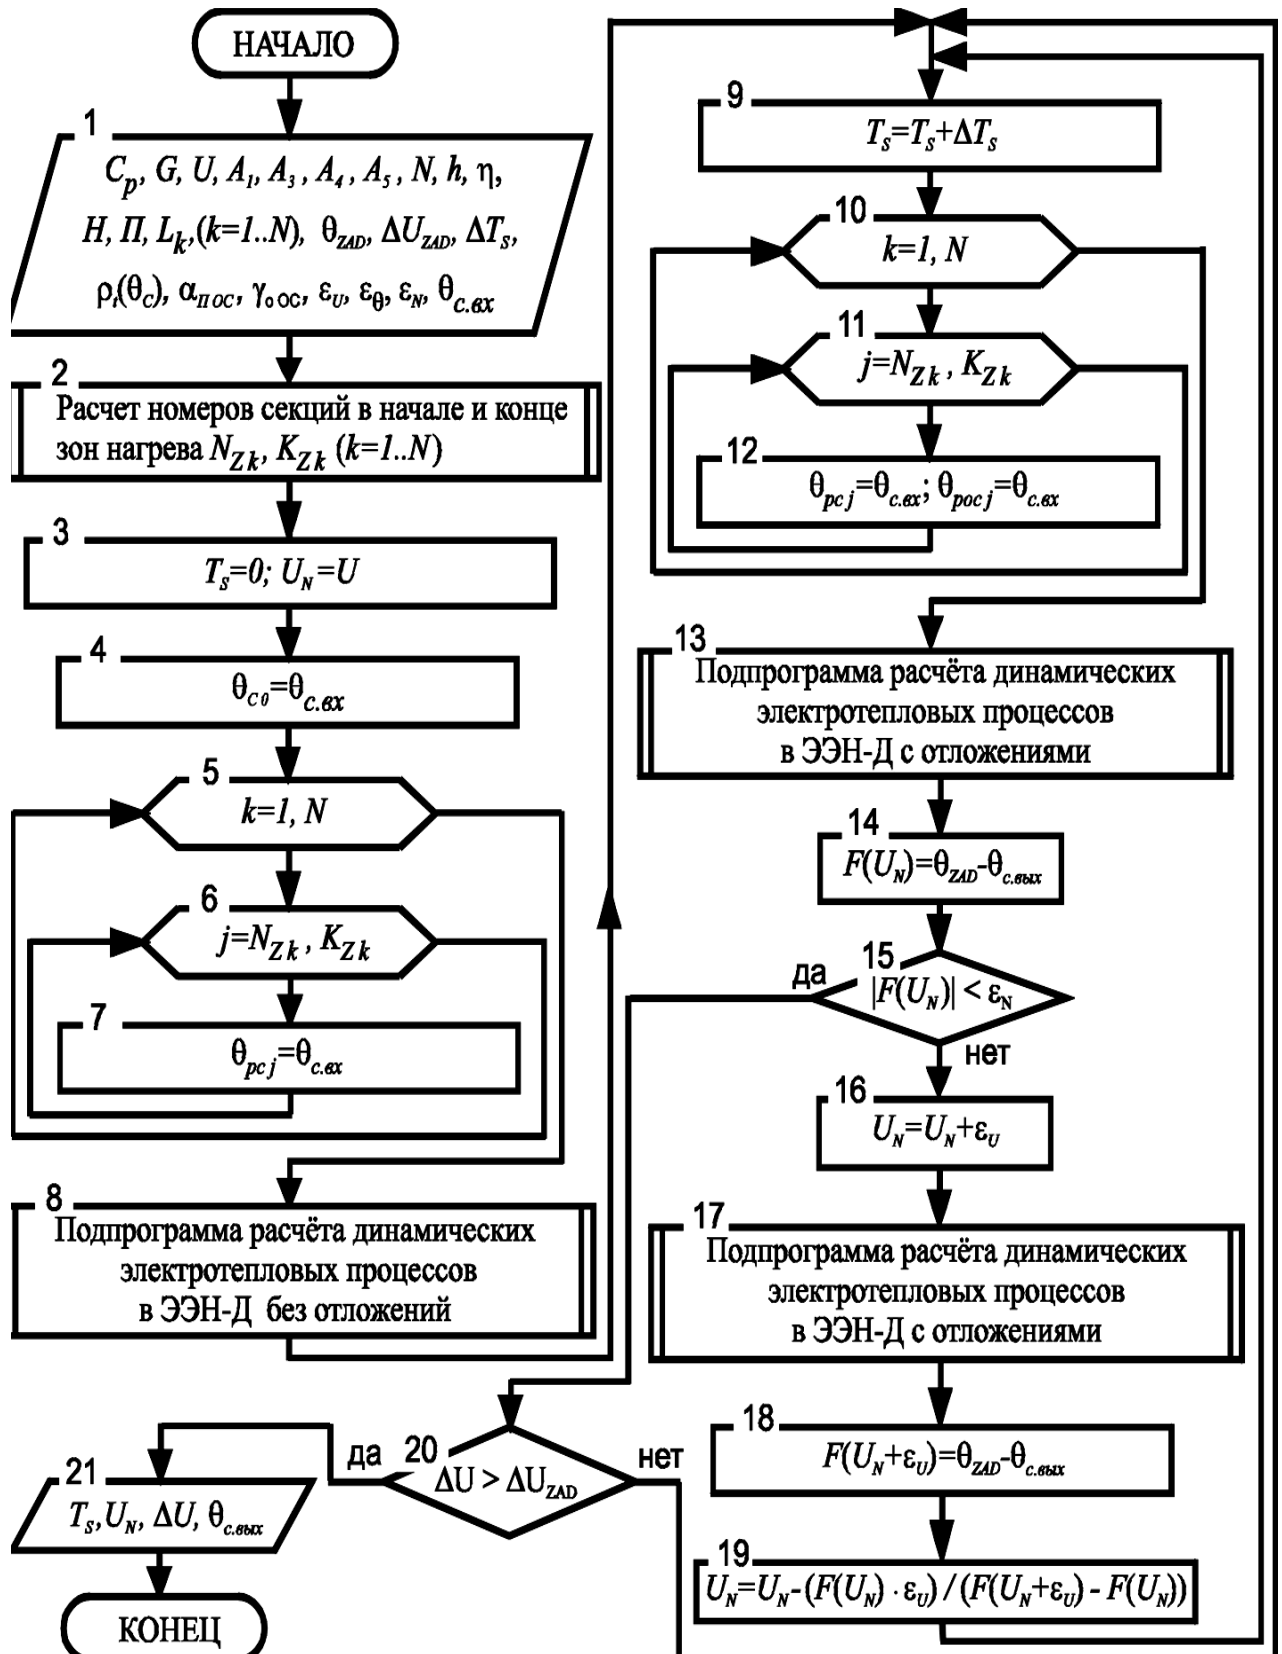 НАЧАЛО
1
C_p, G, U, A_1, A_3, A_4, A_5, N, h, η,
H, П, L_k,(k=1..N), θ_ZAD, ΔU_ZAD, ΔT_S,
(θ_C), α_ПОС, γ_о ОС, ε_U, ε_θ, ε_N, θ_с.вх
2
Расчет номеров секций в начале и конце
зон нагрева N_Zk, K_Zk (k=1..N)
3
T_S=0; U_N=U
4
θ_C0=θ_с.вх
5
k=1, N
6
j=N_Zk, K_Zk
7
θ_рс j=θ_с.вх
8
Подпрограмма расчёта динамических
электротепловых процессов
в ЭЭН-Д без отложений
9
T_S=T_S+ΔT_S
10
k=1, N
11
j=N_Zk, K_Zk
12
θ_рс j=θ_с.вх; θ_рос j=θ_с.вх
13
Подпрограмма расчёта динамических
электротепловых процессов
в ЭЭН-Д с отложениями
14
F(U_N)=θ_ZAD-θ_с.вых
15
да
|F(U_N)| < ε_N
нет
16
U_N=U_N+ε_U
17
Подпрограмма расчёта динамических
электротепловых процессов
в ЭЭН-Д с отложениями
18
F(U_N+ε_U)=θ_ZAD-θ_с.вых
19
U_N=U_N-(F(U_N) · ε_U) / (F(U_N+ε_U) - F(U_N))
да 20 нет
ΔU > ΔU_ZAD
21
T_S, U_N, ΔU, θ_с.вых
КОНЕЦ